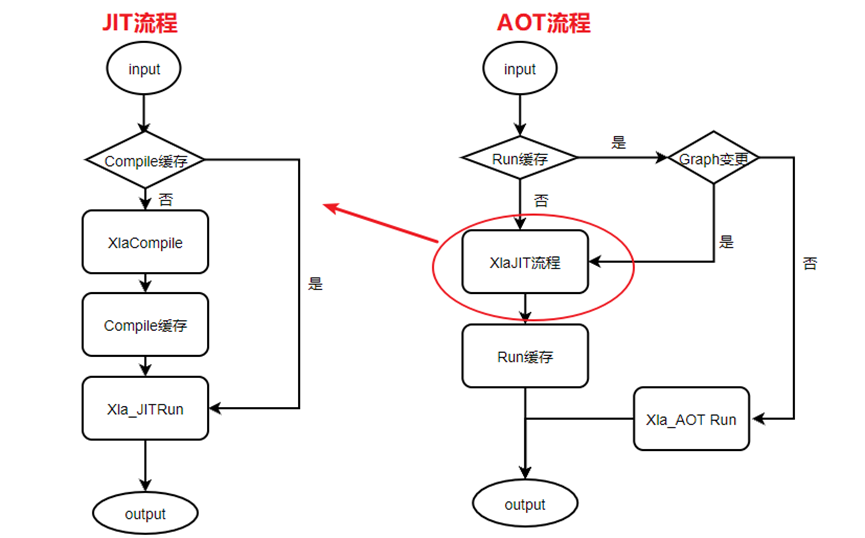 JIT流程
input
Compile缓存
否
XlaCompile
Compile缓存
是
Xla_JITRun
output
AOT流程
input
Run缓存
是
Graph变更
否
XlaJIT流程
是
否
Run缓存
Xla_AOT Run
output